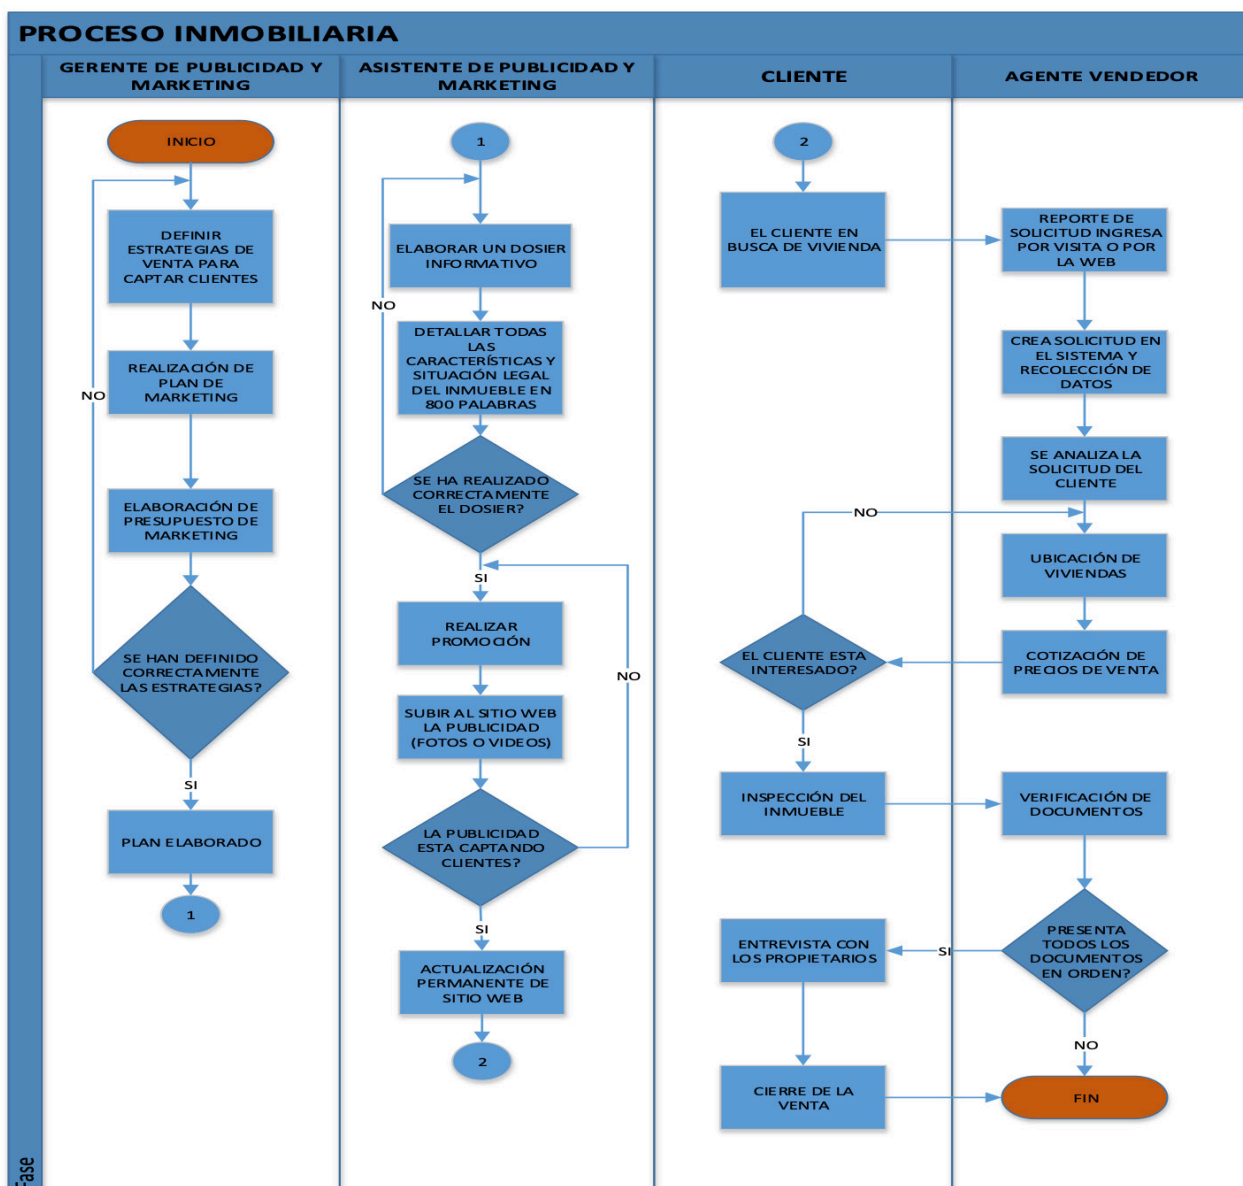 PROCESO INMOBILIARIA
GERENTE DE PUBLICIDAD Y
MARKETING
ASISTENTE DE PUBLICIDAD Y
MARKETING
CLIENTE
AGENTE VENDEDOR
INICIO
DEFINIR
ESTRATEGIAS DE
VENTA PARA
CAPTAR CLIENTES
REALIZACIÓN DE
PLAN DE
MARKETING
NO
ELABORACIÓN DE
PRESUPUESTO DE
MARKETING
SE HAN DEFINIDO
CORRECTAMENTE
LAS ESTRATEGIAS?
SI
PLAN ELABORADO
1
1
ELABORAR UN DOSIER
INFORMATIVO
NO
DETALLAR TODAS
LAS
CARACTERÍSTICAS Y
SITUACIÓN LEGAL
DEL INMUEBLE EN
800 PALABRAS
SE HA REALIZADO
CORRECTAMENTE
EL DOSIER?
SI
REALIZAR
PROMOCIÓN
NO
SUBIR AL SITIO WEB
LA PUBLICIDAD
(FOTOS O VIDEOS)
LA PUBLICIDAD
ESTA CAPTANDO
CLIENTES?
SI
ACTUALIZACIÓN
PERMANENTE DE
SITIO WEB
2
2
EL CLIENTE EN
BUSCA DE VIVIENDA
REPORTE DE
SOLICITUD INGRESA
POR VISITA O POR
LA WEB
CREA SOLICITUD EN
EL SISTEMA Y
RECOLECCIÓN DE
DATOS
SE ANALIZA LA
SOLICITUD DEL
CLIENTE
NO
UBICACIÓN DE
VIVIENDAS
COTIZACIÓN DE
PRECIOS DE VENTA
EL CLIENTE ESTA
INTERESADO?
SI
INSPECCIÓN DEL
INMUEBLE
VERIFICACIÓN DE
DOCUMENTOS
PRESENTA
TODOS LOS
DOCUMENTOS
EN ORDEN?
SI
ENTREVISTA CON
LOS PROPIETARIOS
NO
CIERRE DE LA
VENTA
FIN
Fase